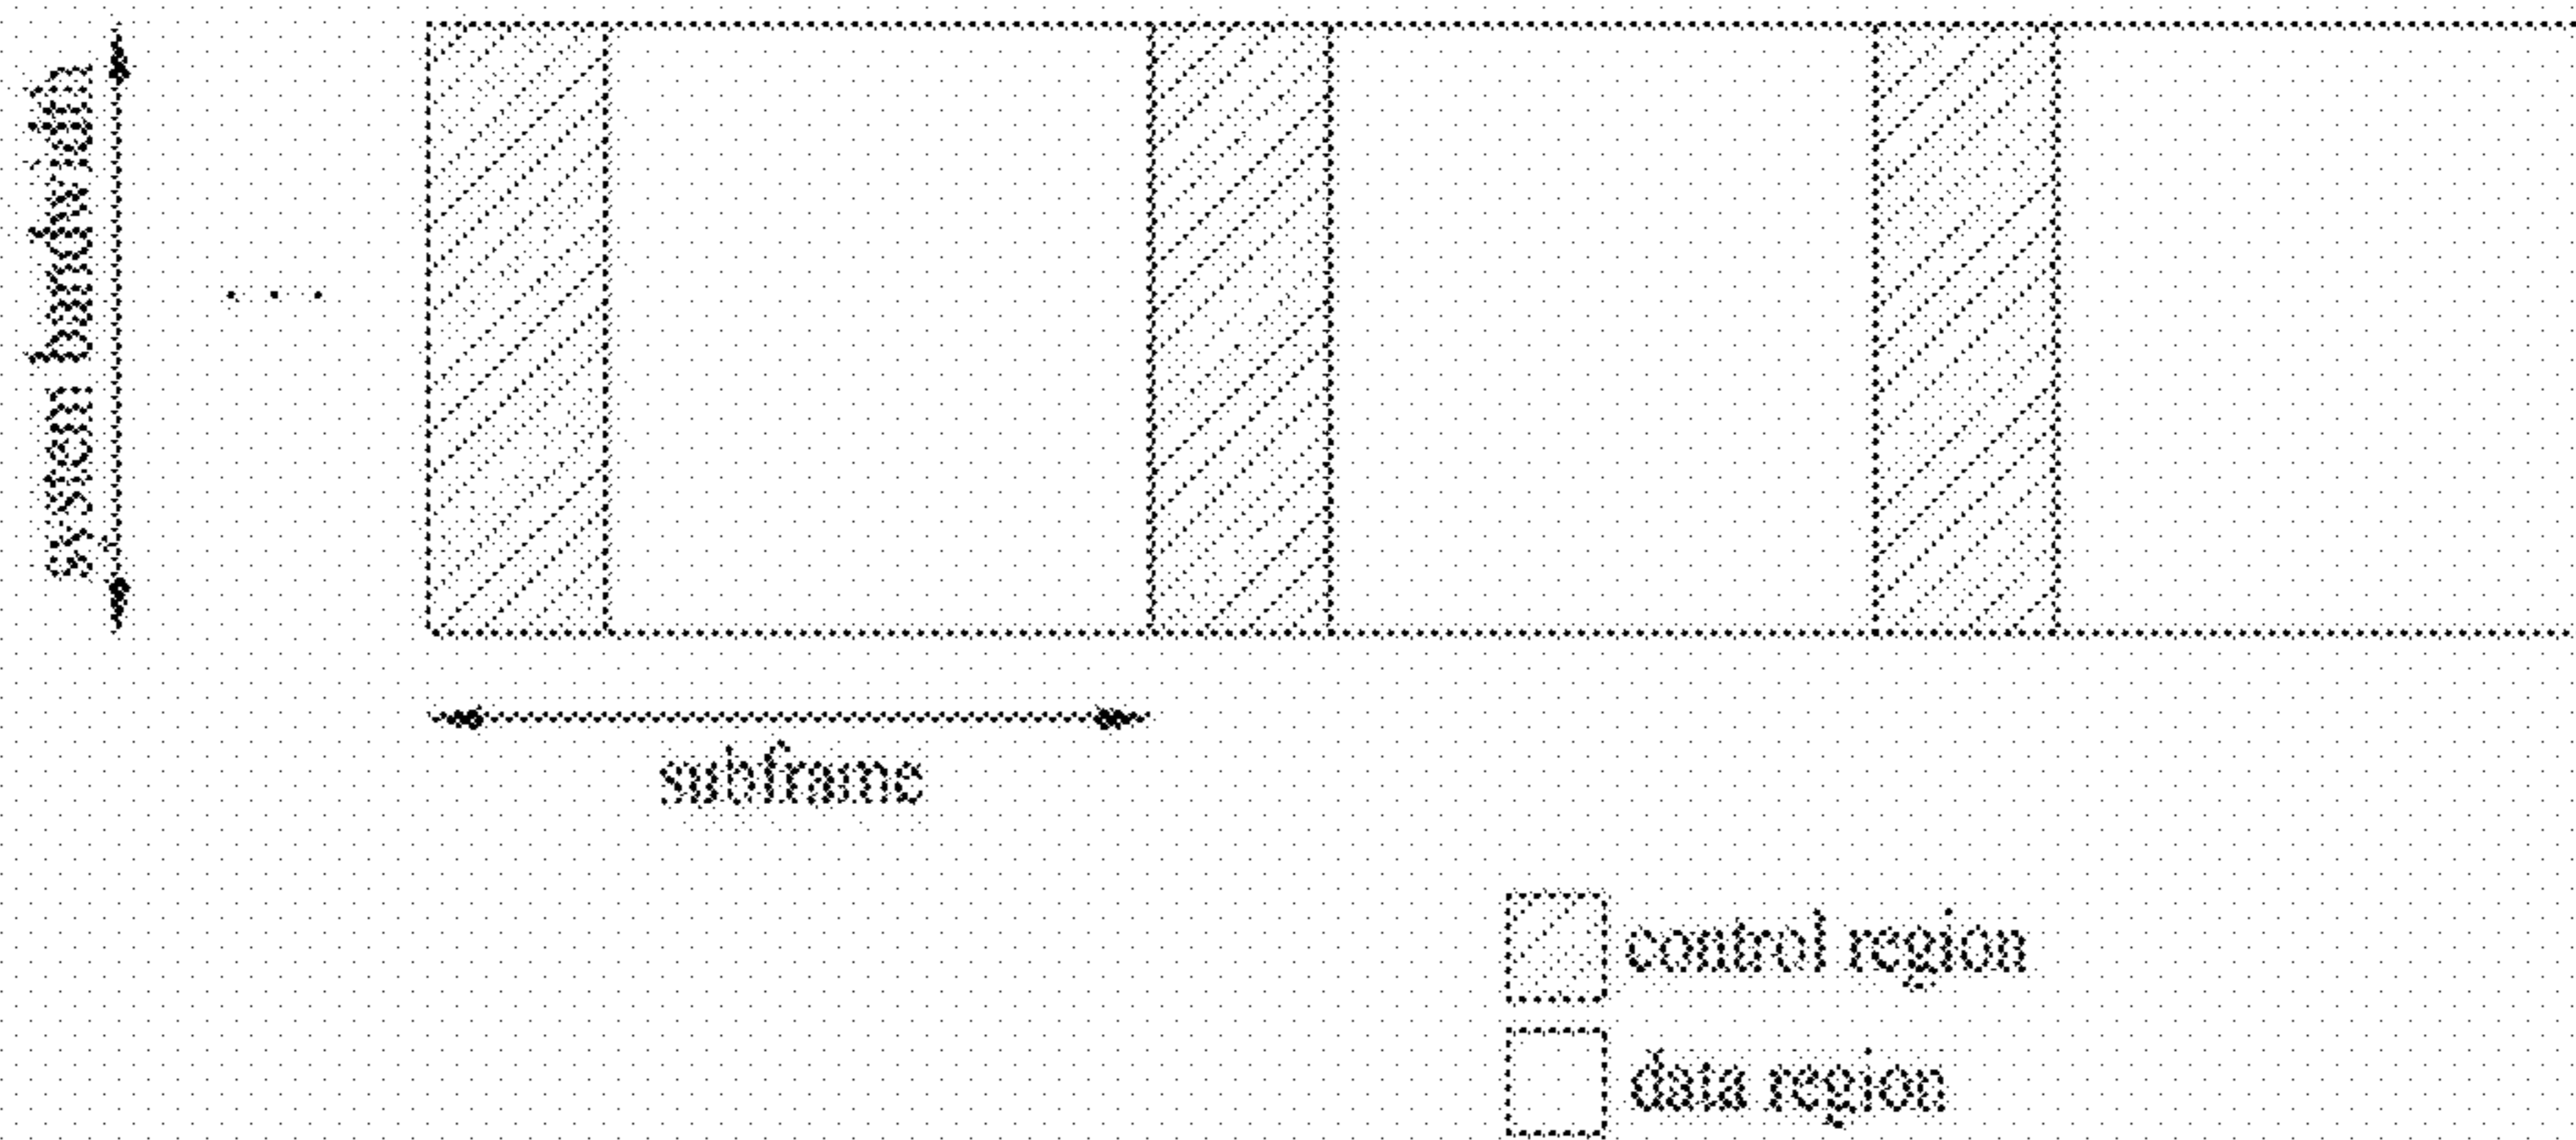 system bandwidth
. . .
subframe
control region
data region